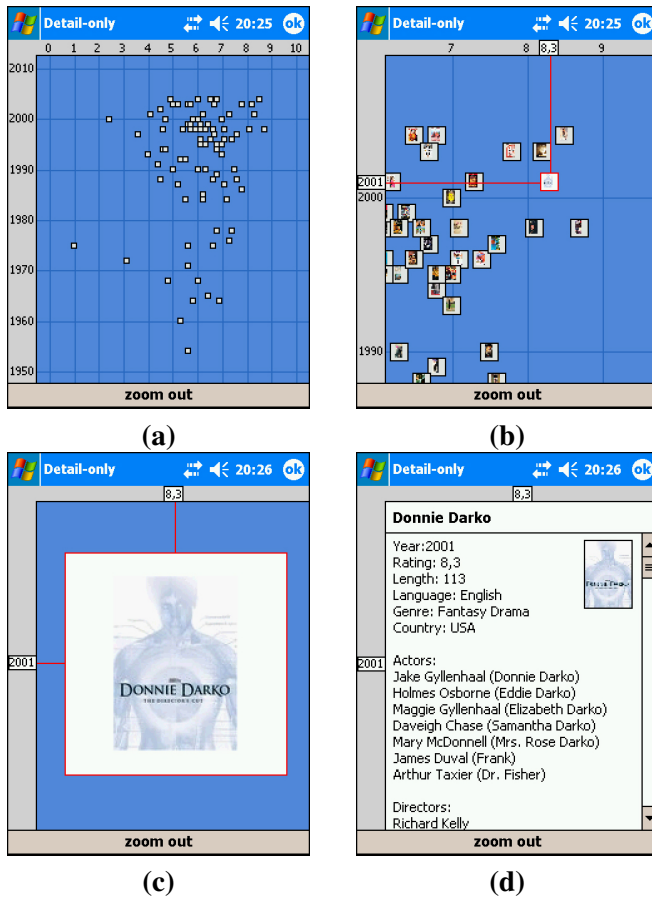 Detail-only 20:25 ok
0 1 2 3 4 5 6 7 8 9 10
2010
2000
1990
1980
1970
1960
1950
zoom out
(a)
Detail-only 20:25 ok
7 8 8,3 9
2001
2000
1990
zoom out
(b)
Detail-only 20:26 ok
8,3
2001
DONNIE DARKO
THE DIRECTOR'S CUT
zoom out
(c)
Detail-only 20:26 ok
8,3
Donnie Darko
Year:2001
Rating: 8,3
Length: 113
Language: English
Genre: Fantasy Drama
Country: USA
DONNIE DARKO
2001
Actors:
Jake Gyllenhaal (Donnie Darko)
Holmes Osborne (Eddie Darko)
Maggie Gyllenhaal (Elizabeth Darko)
Daveigh Chase (Samantha Darko)
Mary McDonnell (Mrs. Rose Darko)
James Duval (Frank)
Arthur Taxier (Dr. Fisher)
Directors:
Richard Kelly
zoom out
(d)